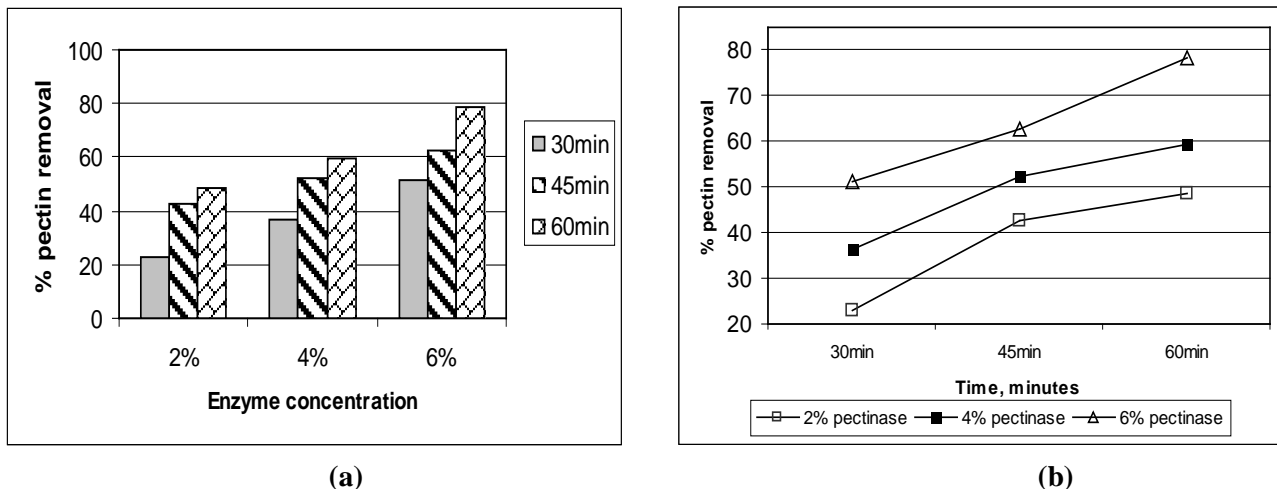 % pectin removal
100
80
60
40
20
0
2%
4%
6%
Enzyme concentration
30min
45min
60min
(a)
% pectin removal
80
70
60
50
40
30
20
30min
45min
60min
Time, minutes
2% pectinase
4% pectinase
6% pectinase
(b)